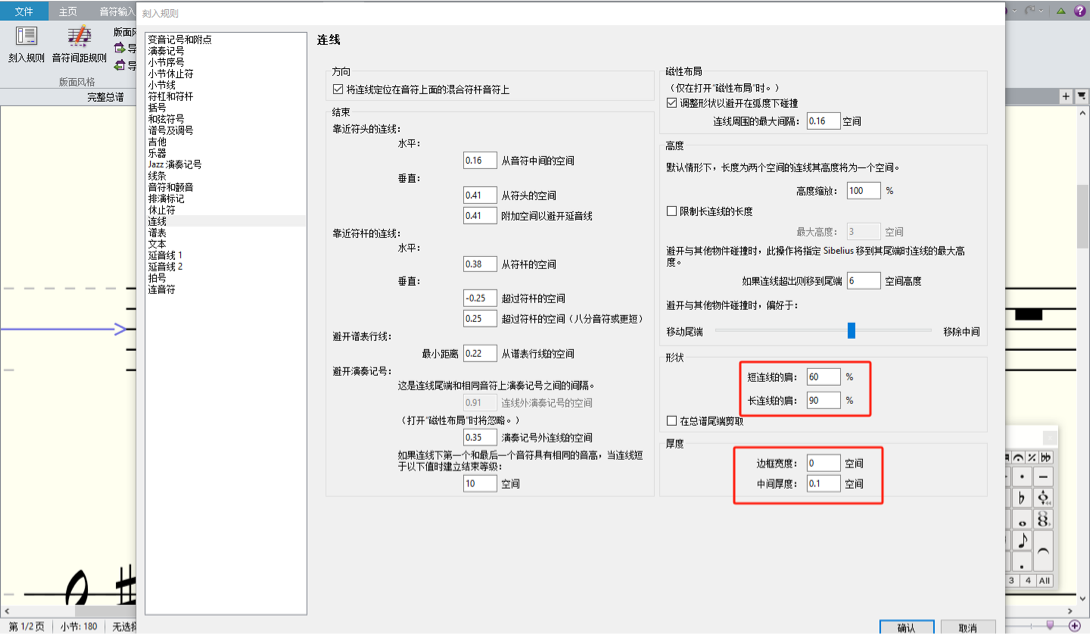 文件 主页 音符输入
刻入规则
刻入规则 音符间距规则 版面风
版面风格
完整总谱
变音记号和附点
演奏记号
小节序号
小节休止符
小节线
符杠和符杆
括号
和弦符号
谱号及调号
吉他
乐器
Jazz 演奏记号
线条
音符和颤音
排演标记
休止符
连线
谱表
文本
延音线 1
延音线 2
拍号
连音符
连线
方向
将连线定位在音符上面的混合符杆音符上
结束
靠近符头的连线:
水平:
0.16 从音符中间的空间
垂直:
0.41 从符头的空间
0.41 附加空间以避开延音线
靠近符杆的连线:
水平:
0.38 从符杆的空间
垂直:
-0.25 超过符杆的空间
0.25 超过符杆的空间（八分音符或更短）
避开谱表行线:
最小距离 0.22 从谱表行线的空间
避开演奏记号:
这是连线尾端和相同音符上演奏记号之间的间隔。
0.91 连线外演奏记号的空间
（打开“磁性布局”时将忽略。）
0.35 演奏记号外连线的空间
如果连线下第一个和最后一个音符具有相同的音高，当连线短
于以下值时建立结束等级:
10 空间
磁性布局
（仅在打开“磁性布局”时。）
调整形状以避开在弧度下碰撞
连线周围的最大间隔: 0.16 空间
高度
默认情形下，长度为两个空间的连线其高度将为一个空间。
高度缩放: 100 %
限制长连线的长度
最大高度: 3 空间
避开与其他物件碰撞时，此操作将指定 Sibelius 移到其尾端时连线的最大高
度。
如果连线超出则移到尾端 6 空间高度
避开与其他物件碰撞时，偏好于:
移动尾端 移除中间
形状
短连线的肩: 60 %
长连线的肩: 90 %
在总谱尾端剪取
厚度
边框宽度: 0 空间
中间厚度: 0.1 空间
3 4 All
第 1/2 页 小节: 180 无选择
确认 取消